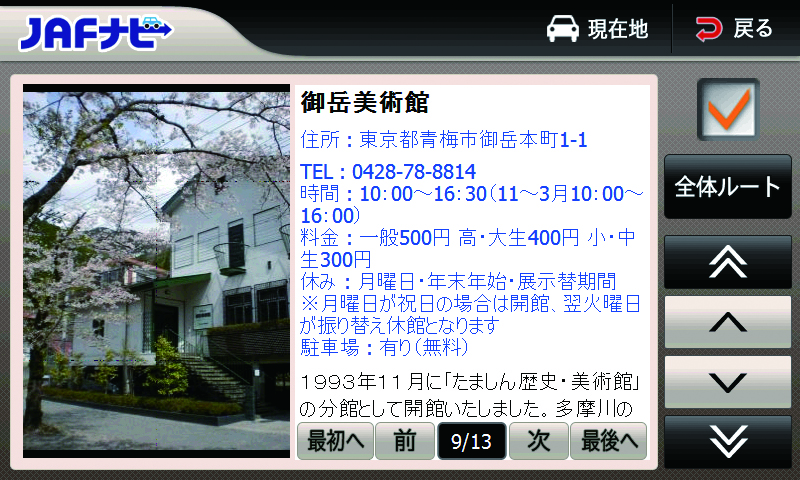 JAFナビ
現在地
戻る
御岳美術館
住所：東京都青梅市御岳本町1-1
TEL：0428-78-8814
時間：10：00～16：30（11～3月10：00～
16：00）
料金：一般500円 高・大生400円 小・中
生300円
休み：月曜日・年末年始・展示替期間
※月曜日が祝日の場合は開館、翌火曜日
が振り替え休館となります
駐車場：有り（無料）
１９９３年１１月に「たましん歴史・美術館」
の分館として開館いたしました。多摩川の
最初へ
前
9/13
次
最後へ
全体ルート